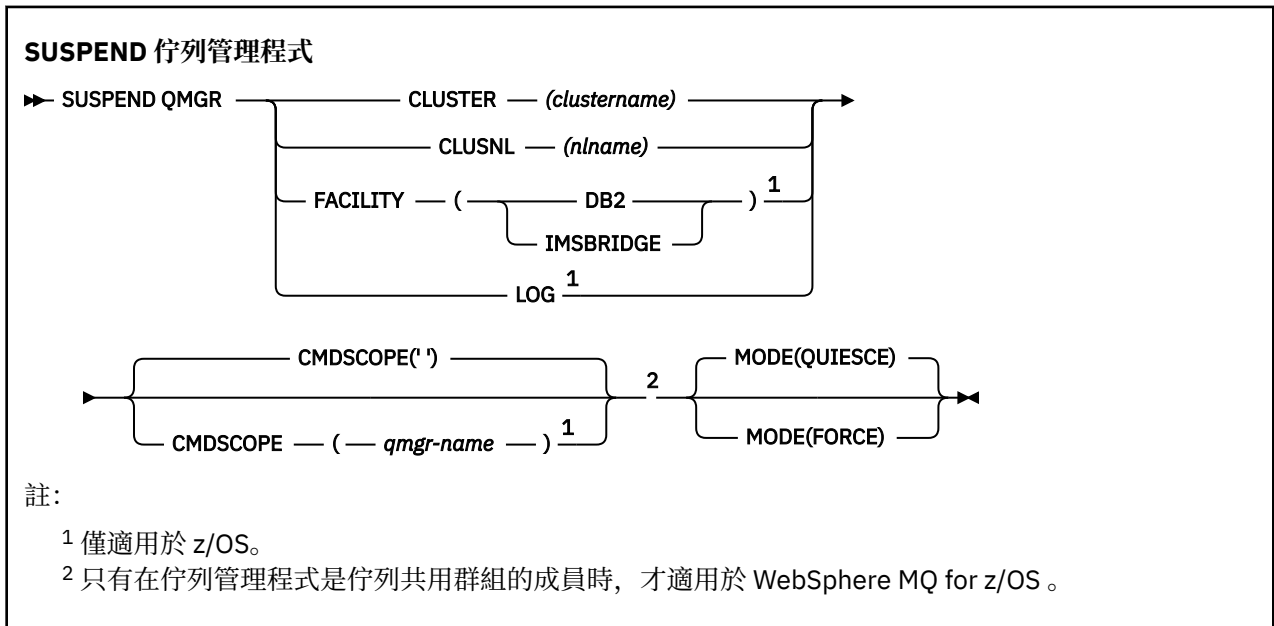 SUSPEND 佇列管理程式
SUSPEND QMGR CLUSTER (clustername)
CLUSNL (nlname)
FACILITY ( DB2 ) 1
IMSBRIDGE
LOG 1
CMDSCOPE(' ') 2 MODE(QUIESCE)
CMDSCOPE ( qmgr-name ) 1 MODE(FORCE)
註：
1 僅適用於 z/OS。
2 只有在佇列管理程式是佇列共用群組的成員時，才適用於 WebSphere MQ for z/OS 。